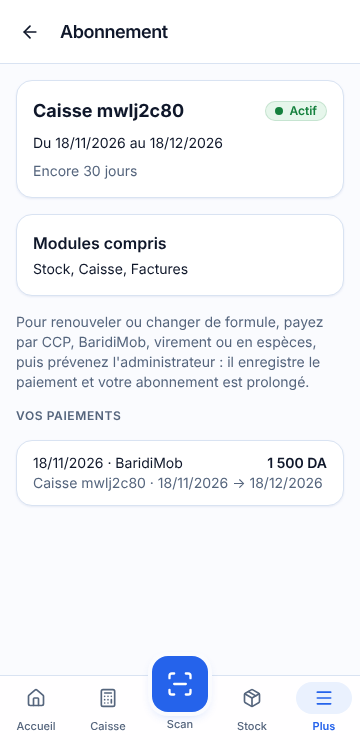 Abonnement
Caisse mwlj2c80
Actif
Du 18/11/2026 au 18/12/2026
Encore 30 jours
Modules compris
Stock, Caisse, Factures
Pour renouveler ou changer de formule, payez
par CCP, BaridiMob, virement ou en espèces,
puis prévenez l'administrateur : il enregistre le
paiement et votre abonnement est prolongé.
VOS PAIEMENTS
18/11/2026 · BaridiMob 1 500 DA
Caisse mwlj2c80 · 18/11/2026 → 18/12/2026
Accueil Caisse Scan Stock Plus